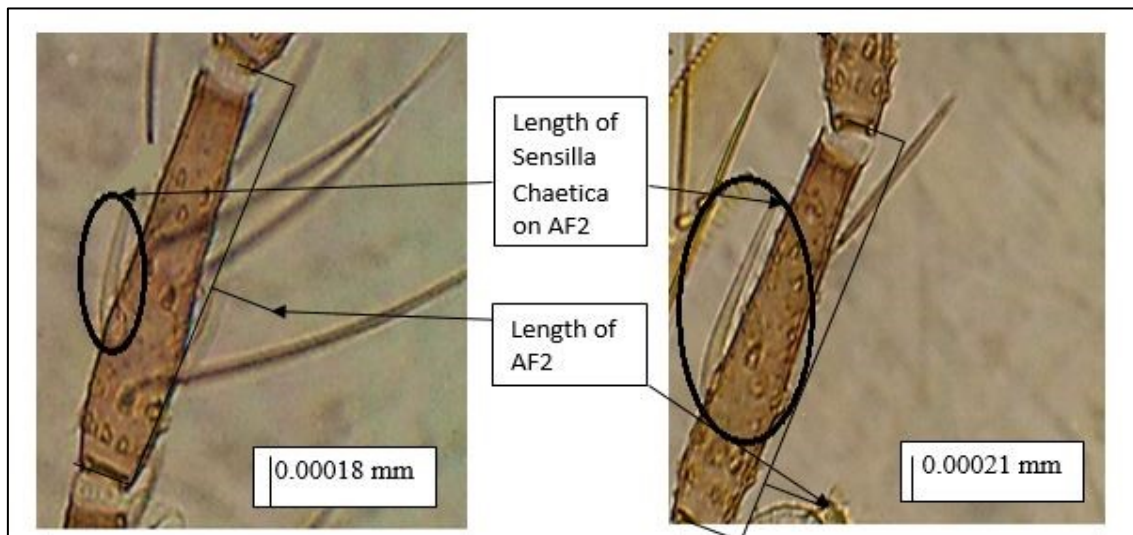 Length of
Sensilla
Chaetica
on AF2
Length of
AF2
0.00018 mm
0.00021 mm